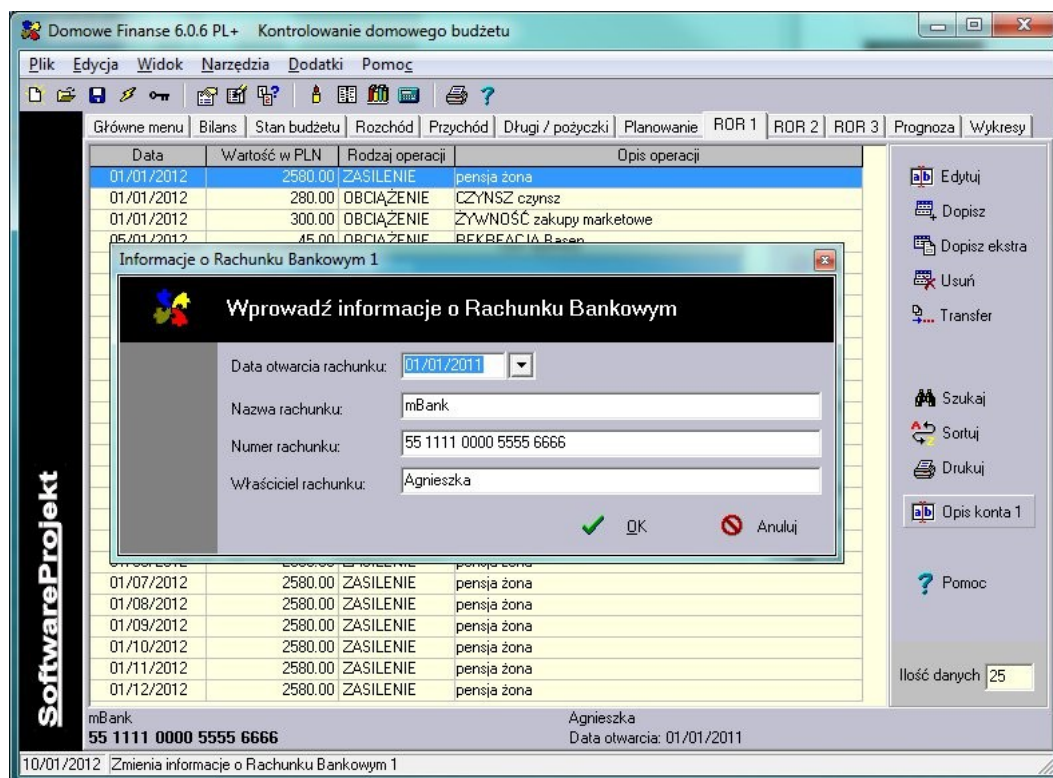 Domowe Finanse 6.0.6 PL+ Kontrolowanie domowego budżetu
Plik Edycja Widok Narzędzia Dodatki Pomoc
Główne menu Bilans Stan budżetu Rozchód Przychód Długi / pożyczki Planowanie ROR 1 ROR 2 ROR 3 Prognoza Wykresy
Data Wartość w PLN Rodzaj operacji Opis operacji
01/01/2012 2580.00 ZASILENIE pensja żona
01/01/2012 280.00 OBCIĄŻENIE CZYNSZ czynsz
01/01/2012 300.00 OBCIĄŻENIE ŻYWNOŚĆ zakupy marketowe
05/01/2012 45.00 OBCIĄŻENIE REKREACJA Basen
Informacje o Rachunku Bankowym 1
Wprowadź informacje o Rachunku Bankowym
Data otwarcia rachunku: 01/01/2011
Nazwa rachunku: mBank
Numer rachunku: 55 1111 0000 5555 6666
Właściciel rachunku: Agnieszka
OK Anuluj
01/07/2012 2580.00 ZASILENIE pensja żona
01/08/2012 2580.00 ZASILENIE pensja żona
01/09/2012 2580.00 ZASILENIE pensja żona
01/10/2012 2580.00 ZASILENIE pensja żona
01/11/2012 2580.00 ZASILENIE pensja żona
01/12/2012 2580.00 ZASILENIE pensja żona
Edytuj
Dopisz
Dopisz ekstra
Usuń
Transfer
Szukaj
Sortuj
Drukuj
Opis konta 1
Pomoc
Ilość danych 25
SoftwareProjekt
mBank Agnieszka
55 1111 0000 5555 6666 Data otwarcia: 01/01/2011
10/01/2012 Zmienia informacje o Rachunku Bankowym 1